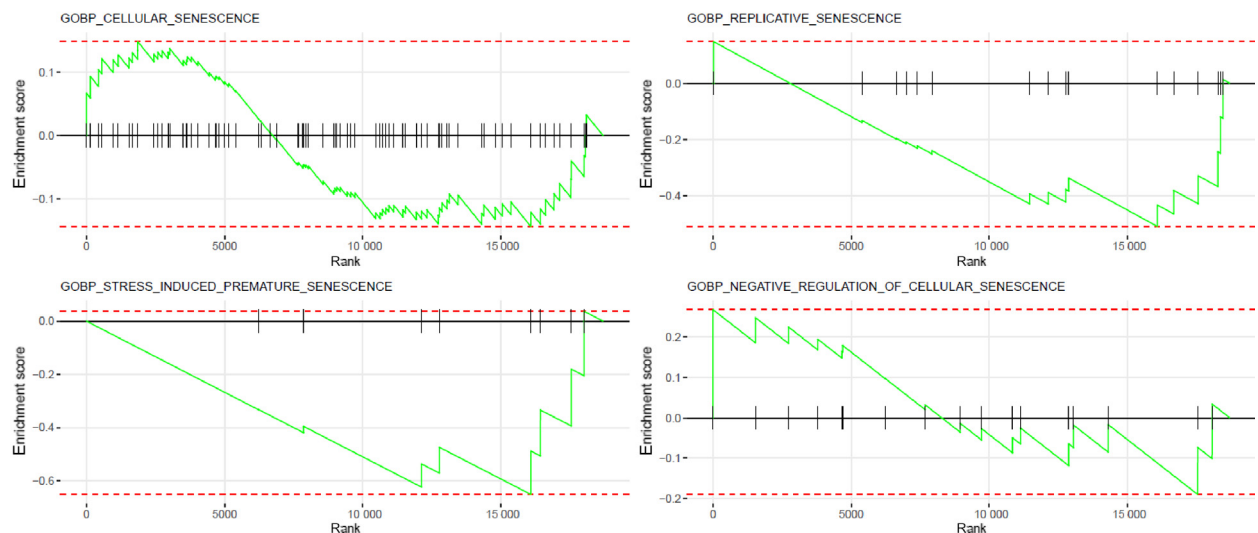 GOBP_CELLULAR_SENESCENCE
0.1
0.0
−0.1
Enrichment score
0
5000
10 000
15 000
Rank
GOBP_REPLICATIVE_SENESCENCE
0.0
−0.2
−0.4
Enrichment score
0
5000
10 000
15 000
Rank
GOBP_STRESS_INDUCED_PREMATURE_SENESCENCE
0.0
−0.2
−0.4
−0.6
Enrichment score
0
5000
10 000
15 000
Rank
GOBP_NEGATIVE_REGULATION_OF_CELLULAR_SENESCENCE
0.2
0.1
0.0
−0.1
−0.2
Enrichment score
0
5000
10 000
15 000
Rank